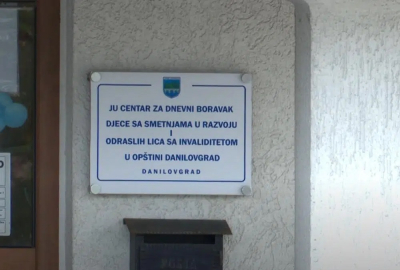 JU CENTAR ZA DNEVNI BORAVAK
DJECE SA SMETNJAMA U RAZVOJU
I
ODRASLIH LICA SA INVALIDITETOM
U OPŠTINI DANILOVGRAD
DANILOVGRAD